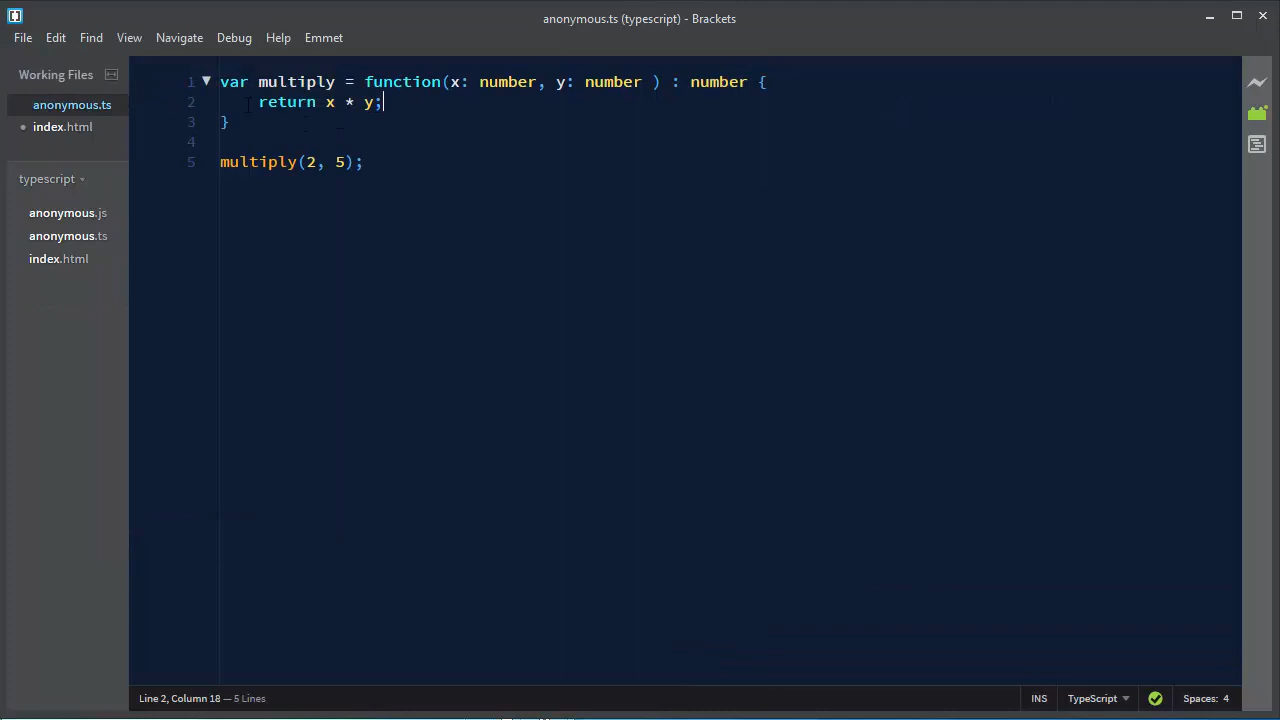 anonymous.ts (typescript) - Brackets
File Edit Find View Navigate Debug Help Emmet
Working Files
anonymous.ts
index.html
typescript
anonymous.js
anonymous.ts
index.html
1 var multiply = function(x: number, y: number ) : number {
2 return x * y;
3 }
4
5 multiply(2, 5);
Line 2, Column 18 — 5 Lines
INS TypeScript Spaces: 4